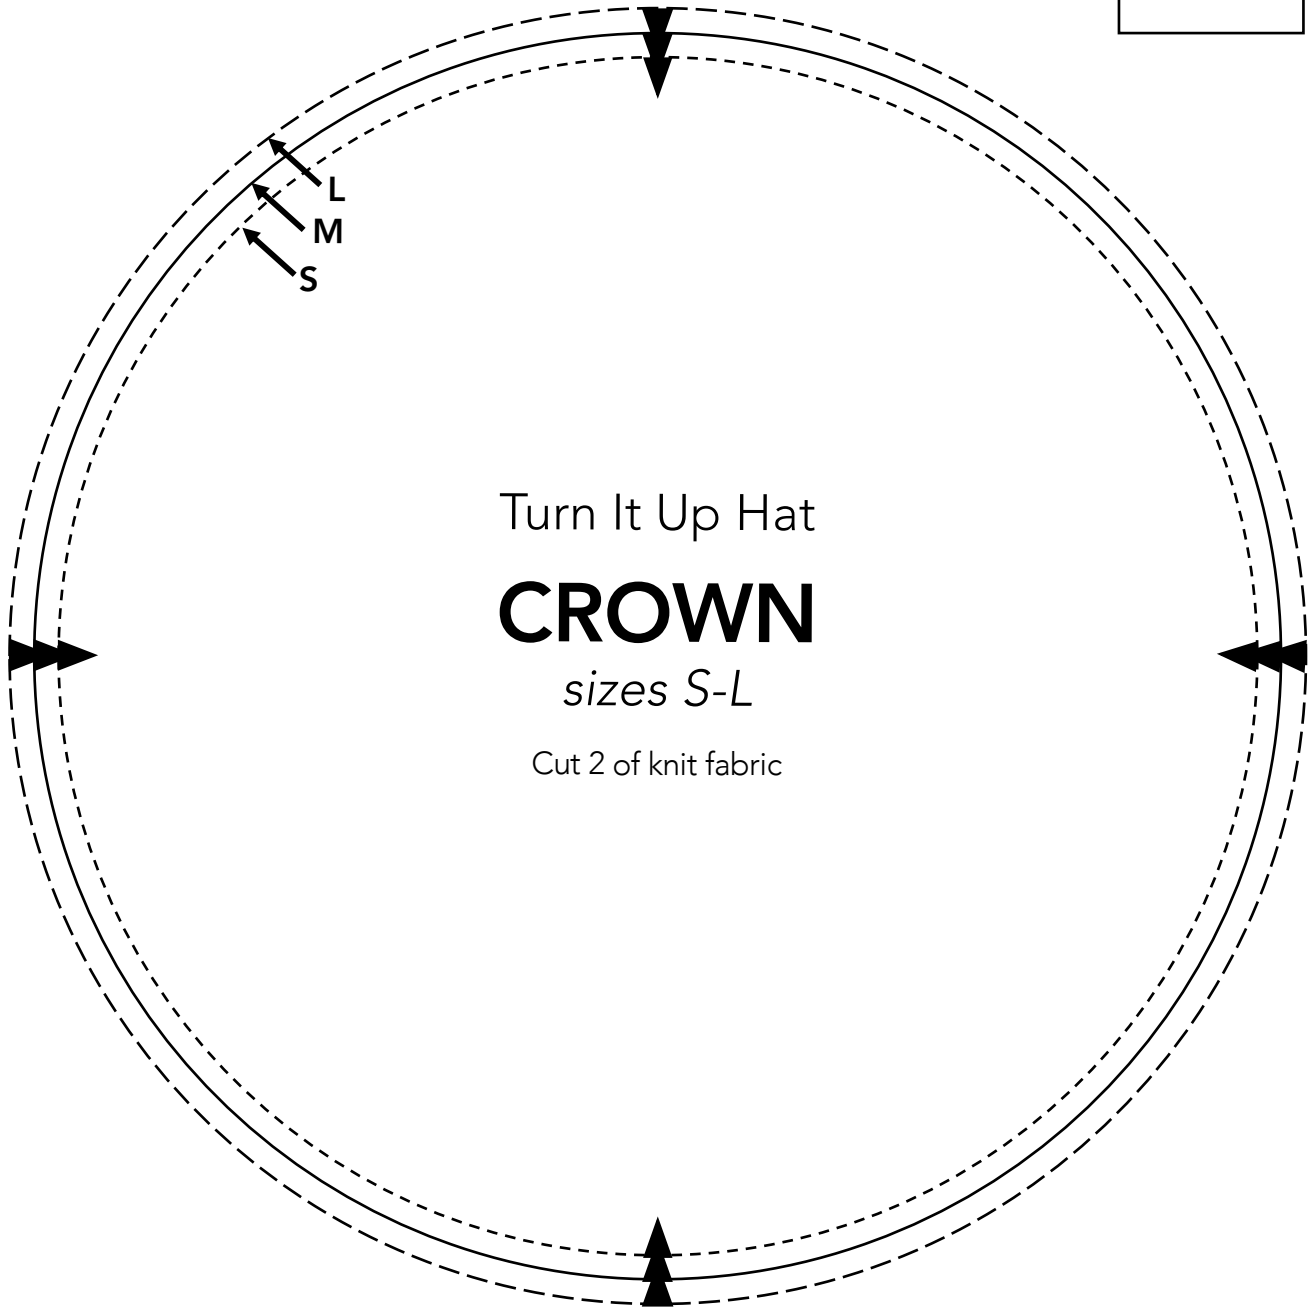 L
M
S
Turn It Up Hat
CROWN
sizes S-L
Cut 2 of knit fabric